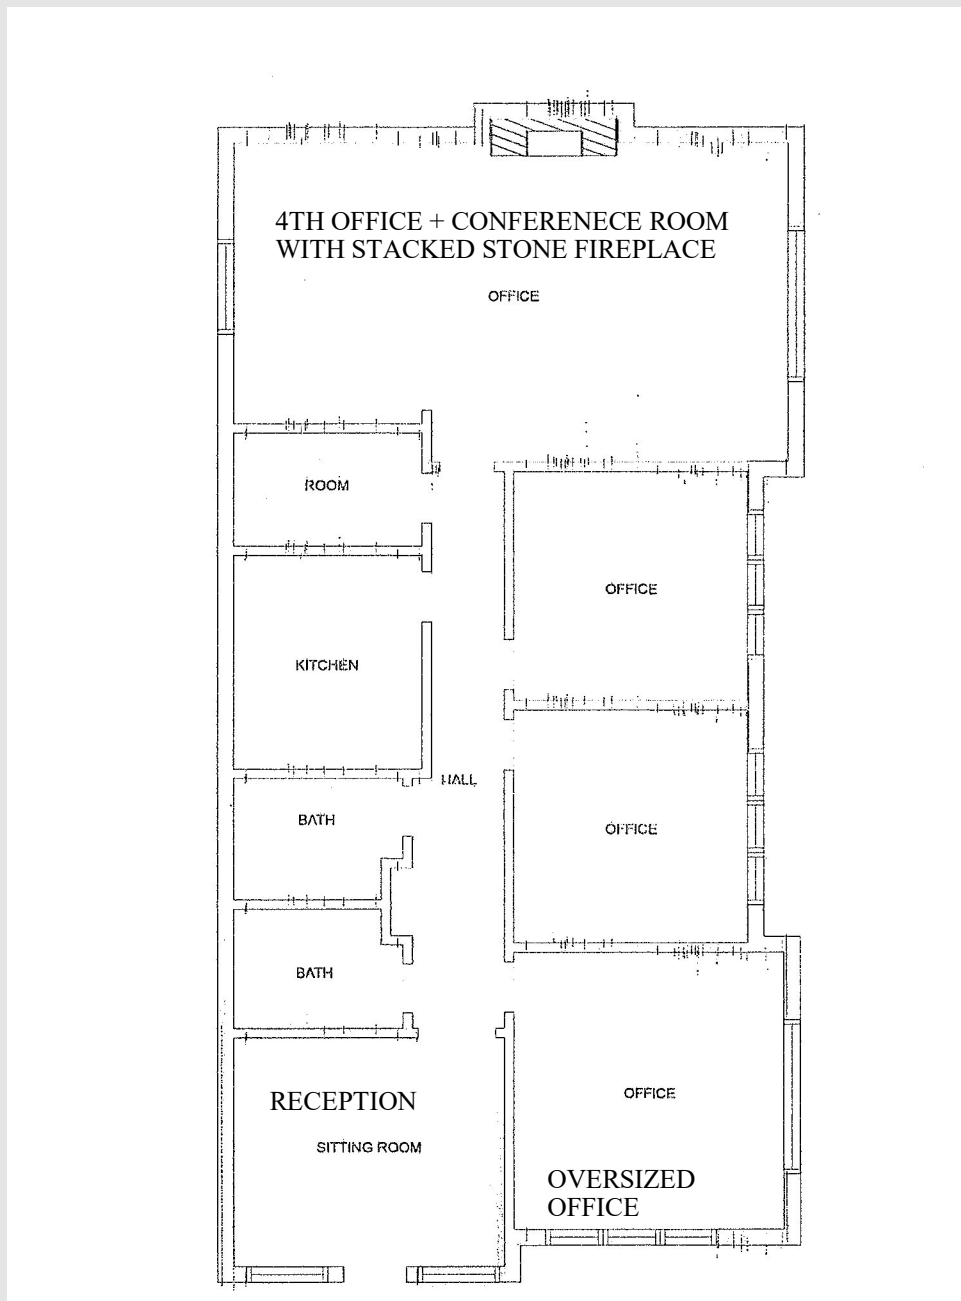 4TH OFFICE + CONFERENECE ROOM
WITH STACKED STONE FIREPLACE
OFFICE
ROOM
OFFICE
KITCHEN
HALL
BATH
OFFICE
BATH
OFFICE
RECEPTION
SITTING ROOM
OVERSIZED
OFFICE